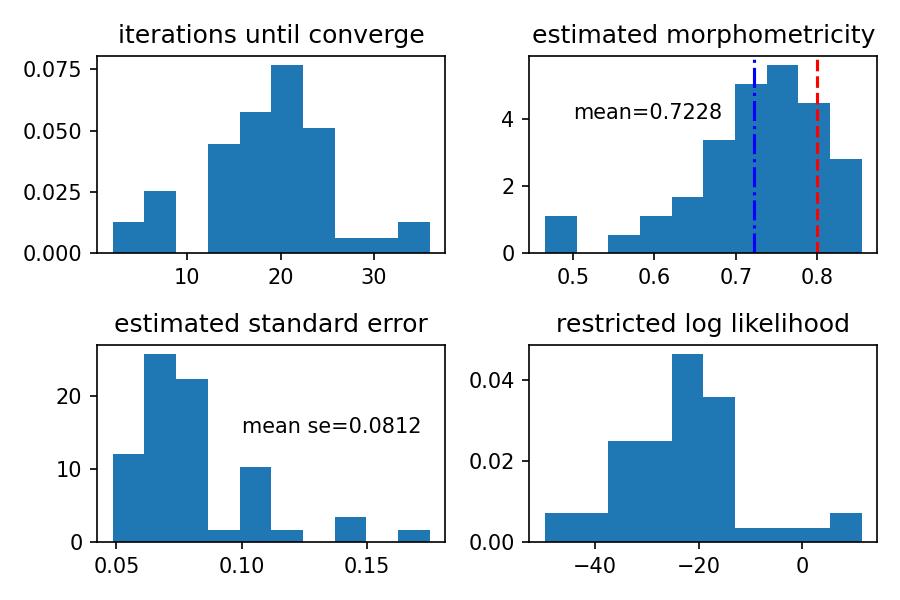 iterations until converge
0.075
0.050
0.025
0.000
10 20 30
estimated morphometricity
4
2
0
mean=0.7228
0.5 0.6 0.7 0.8
estimated standard error
20
10
0
mean se=0.0812
0.05 0.10 0.15
restricted log likelihood
0.04
0.02
0.00
−40 −20 0